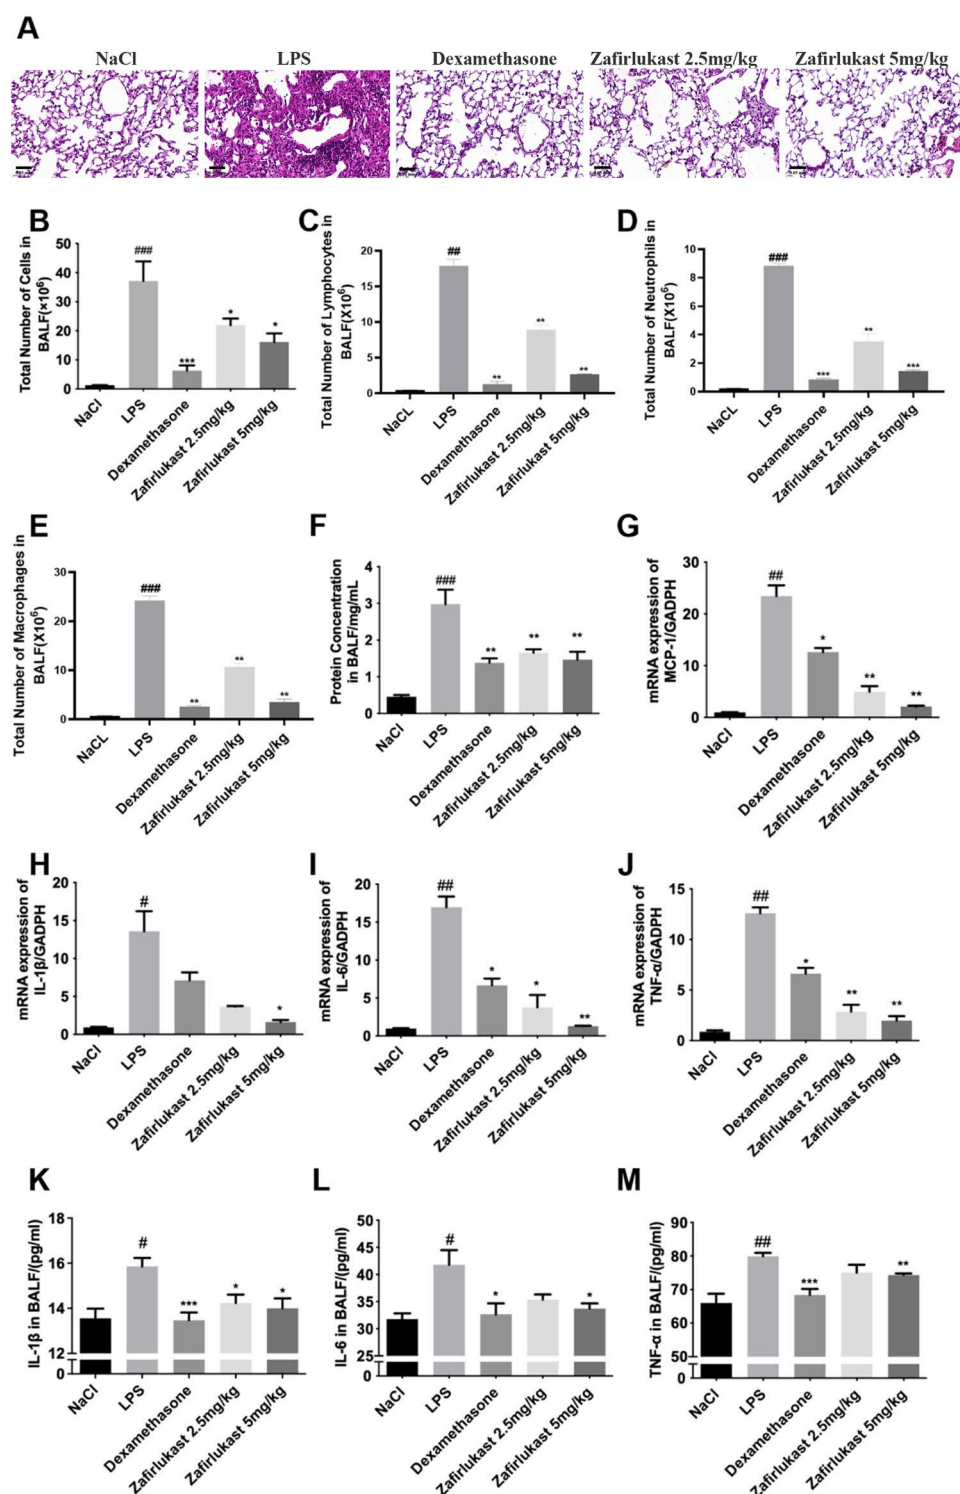 A
NaCl LPS Dexamethasone Zafirlukast 2.5mg/kg Zafirlukast 5mg/kg
B
Total Number of Cells in
BALF(×10⁶)
50
40
30
20
10
0
###
***
*
*
NaCl
LPS
Dexamethasone
Zafirlukast 2.5mg/kg
Zafirlukast 5mg/kg
C
Total Number of Lymphocytes in
BALF(X10⁶)
20
15
10
5
0
##
**
**
**
NaCL
LPS
Dexamethasone
Zafirlukast 2.5mg/kg
Zafirlukast 5mg/kg
D
Total Number of Neutrophils in
BALF(X10⁶)
10
8
6
4
2
0
###
***
**
***
NaCL
LPS
Dexamethasone
Zafirlukast 2.5mg/kg
Zafirlukast 5mg/kg
E
Total Number of Macrophages in
BALF(X10⁶)
30
20
10
0
###
**
**
**
NaCL
LPS
Dexamethasone
Zafirlukast 2.5mg/kg
Zafirlukast 5mg/kg
F
Protein Concentration
in BALF/mg/mL
4
3
2
1
0
###
**
**
**
NaCl
LPS
Dexamethasone
Zafirlukast 2.5mg/kg
Zafirlukast 5mg/kg
G
mRNA expression of
MCP-1/GADPH
30
20
10
0
##
*
**
**
NaCl
LPS
Dexamethasone
Zafirlukast 2.5mg/kg
Zafirlukast 5mg/kg
H
mRNA expression of
IL-1β/GADPH
20
15
10
5
0
#
*
NaCl
LPS
Dexamethasone
Zafirlukast 2.5mg/kg
Zafirlukast 5mg/kg
I
mRNA expression of
IL-6/GADPH
20
15
10
5
0
##
*
*
**
NaCl
LPS
Dexamethasone
Zafirlukast 2.5mg/kg
Zafirlukast 5mg/kg
J
mRNA expression of
TNF-α/GADPH
15
10
5
0
##
*
**
**
NaCl
LPS
Dexamethasone
Zafirlukast 2.5mg/kg
Zafirlukast 5mg/kg
K
IL-1β in BALF/(pg/ml)
18
16
14
12
0
#
***
*
*
NaCl
LPS
Dexamethasone
Zafirlukast 2.5mg/kg
Zafirlukast 5mg/kg
L
IL-6 in BALF/(pg/ml)
50
45
40
35
30
25
0
#
*
*
NaCl
LPS
Dexamethasone
Zafirlukast 2.5mg/kg
Zafirlukast 5mg/kg
M
TNF-α in BALF/(pg/ml)
90
80
70
60
50
0
##
***
**
NaCl
LPS
Dexamethasone
Zafirlukast 2.5mg/kg
Zafirlukast 5mg/kg